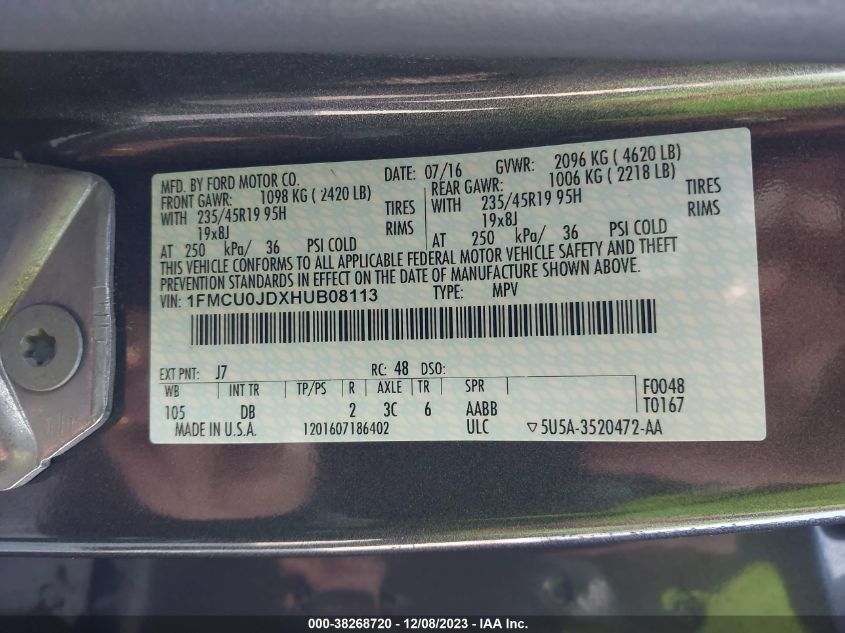 MFD. BY FORD MOTOR CO. DATE: 07/16 GVWR: 2096 KG ( 4620 LB)
FRONT GAWR: 1098 KG ( 2420 LB) REAR GAWR: 1006 KG ( 2218 LB)
WITH 235/45R19 95H TIRES WITH 235/45R19 95H TIRES
19x8J RIMS 19x8J RIMS
AT 250 kPa/ 36 PSI COLD AT 250 kPa/ 36 PSI COLD
THIS VEHICLE CONFORMS TO ALL APPLICABLE FEDERAL MOTOR VEHICLE SAFETY AND THEFT
PREVENTION STANDARDS IN EFFECT ON THE DATE OF MANUFACTURE SHOWN ABOVE.
VIN: 1FMCU0JDXHUB08113 TYPE: MPV
EXT PNT: J7 RC: 48 DSO:
WB INT TR TP/PS R AXLE TR SPR F0048
105 DB 2 3C 6 AABB T0167
MADE IN U.S.A. 1201607186402 ULC ▽5U5A-3520472-AA
000-38268720 - 12/08/2023 - IAA Inc.